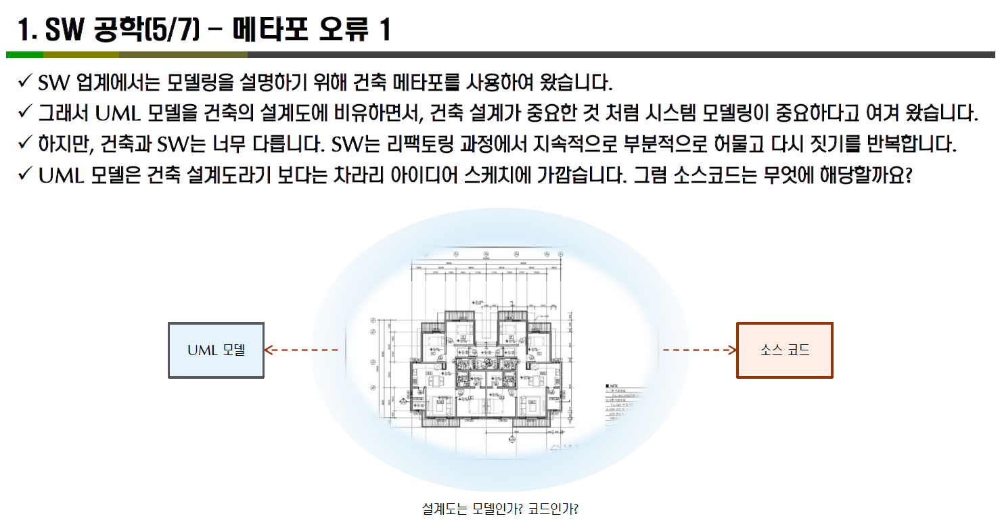 1. SW 공학(5/7) – 메타포 오류 1
✓ SW 업계에서는 모델링을 설명하기 위해 건축 메타포를 사용하여 왔습니다.
✓ 그래서 UML 모델을 건축의 설계도에 비유하면서, 건축 설계가 중요한 것 처럼 시스템 모델링이 중요하다고 여겨 왔습니다.
✓ 하지만, 건축과 SW는 너무 다릅니다. SW는 리팩토링 과정에서 지속적으로 부분적으로 허물고 다시 짓기를 반복합니다.
✓ UML 모델은 건축 설계도라기 보다는 차라리 아이디어 스케치에 가깝습니다. 그럼 소스코드는 무엇에 해당할까요?
UML 모델
소스 코드
NOTE
설계도는 모델인가? 코드인가?